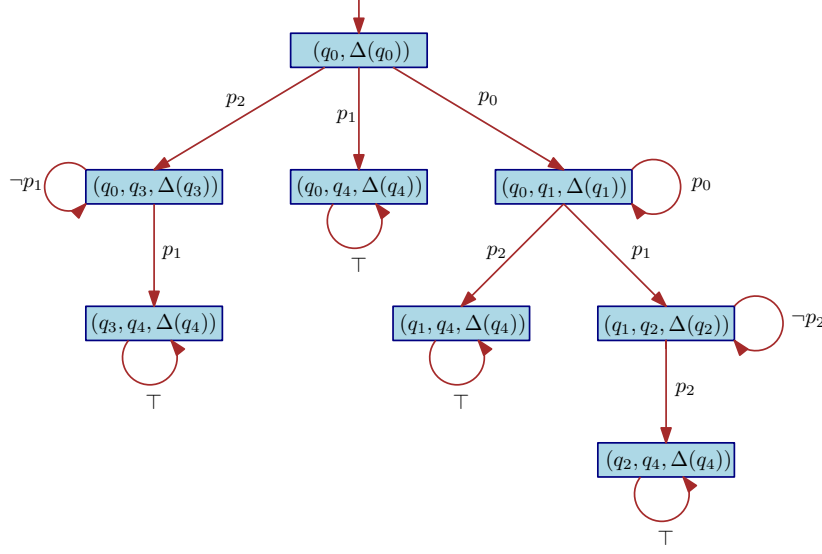 (q₀, Δ(q₀))
p₂
p₁
p₀
¬p₁
(q₀, q₃, Δ(q₃))
(q₀, q₄, Δ(q₄))
(q₀, q₁, Δ(q₁))
p₀
⊤
p₁
p₂
p₁
(q₃, q₄, Δ(q₄))
(q₁, q₄, Δ(q₄))
(q₁, q₂, Δ(q₂))
¬p₂
⊤
⊤
p₂
(q₂, q₄, Δ(q₄))
⊤